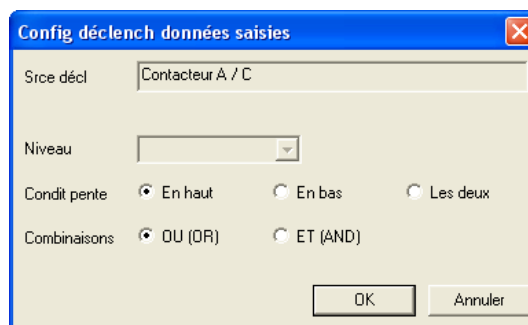 Config déclench données saisies
Srce décl Contacteur A / C
Niveau
Condit pente En haut En bas Les deux
Combinaisons OU (OR) ET (AND)
OK Annuler